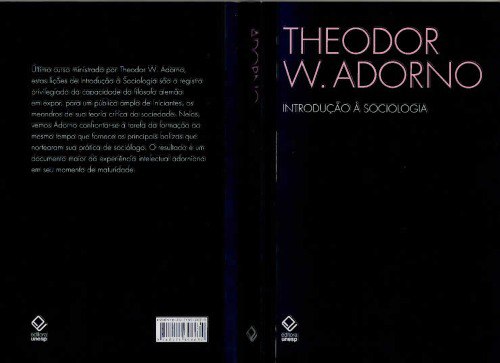 Último curso ministrado por Theodor W. Adorno,
estas lições de introdução à Sociologia são o registro
privilegiado da capacidade do filósofo alemão
em expor, para um público amplo de iniciantes, os
meandros de sua teoria crítica da sociedade. Nelas,
vemos Adorno confrontar-se à tarefa da formação ao
mesmo tempo que fornece as principais balizas que
nortearam sua prática de sociólogo. O resultado é um
documento maior da experiência intelectual adorniana
em seu momento de maturidade.
editora
unesp
ADORNO
THEODOR
W. ADORNO
INTRODUÇÃO À SOCIOLOGIA
editora
unesp